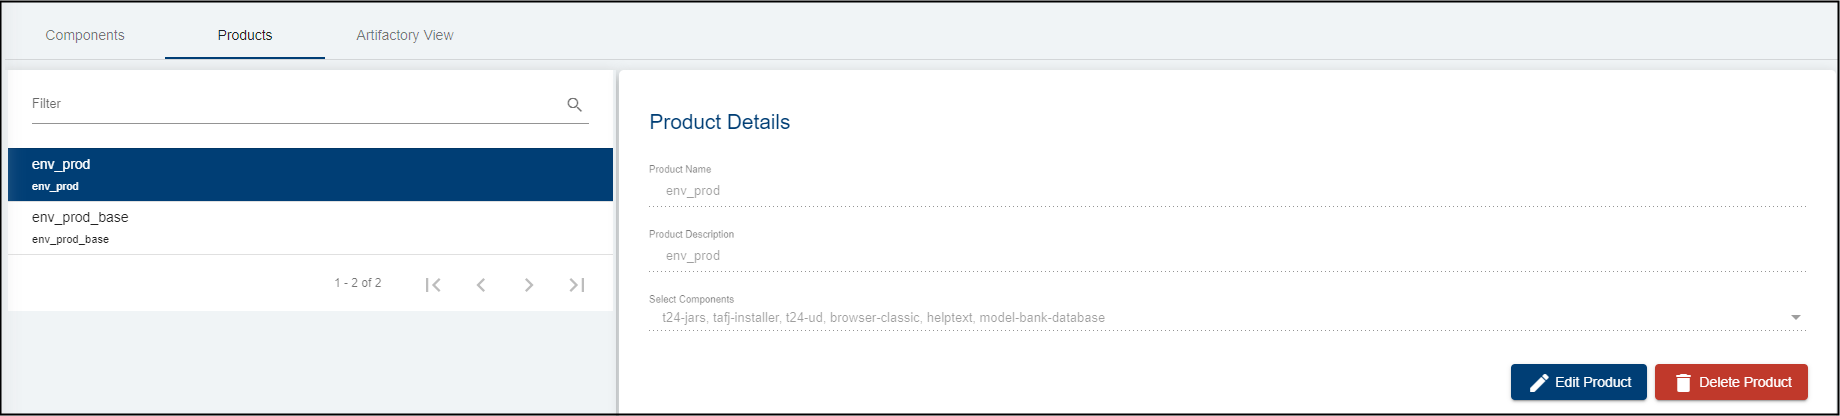 Components Products Artifactory View
Filter
env_prod
env_prod
env_prod_base
env_prod_base
1 - 2 of 2
Product Details
Product Name
env_prod
Product Description
env_prod
Select Components
t24-jars, tafj-installer, t24-ud, browser-classic, helptext, model-bank-database
Edit Product Delete Product